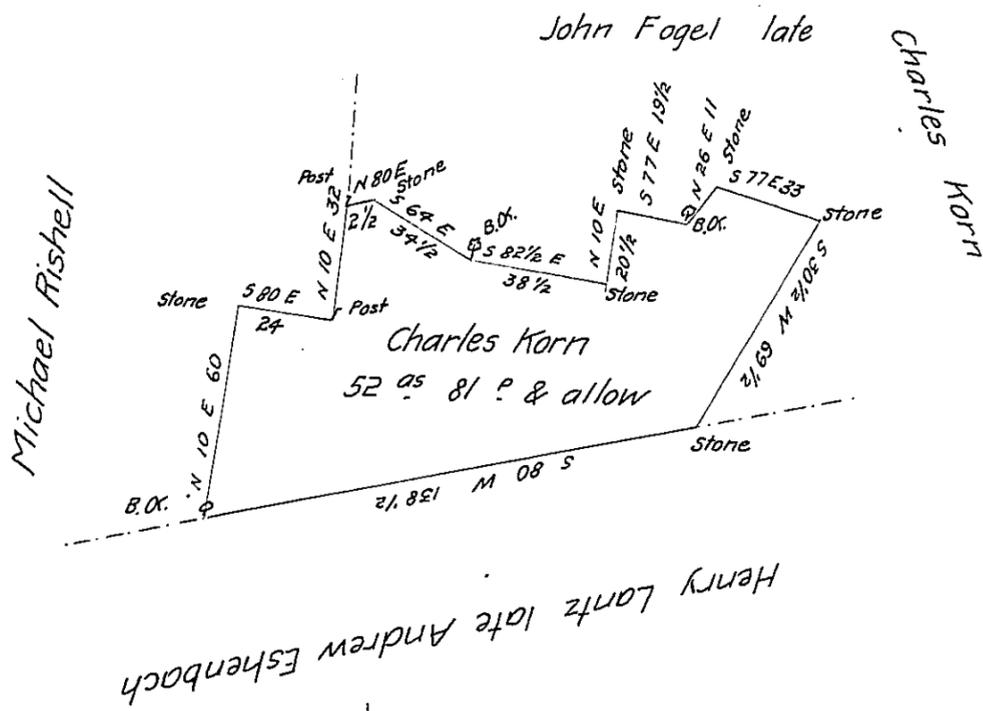 John Fogel late
Charles Korn
Michael Rishell
Post
N 80 E
2 1/2
Stone
S 64 E
34 1/2
B.O.
S 82 1/2 E
38 1/2
Stone
N 10 E
20 1/2
Stone
S 77 E 19 1/2
B.O.
N 26 E 11
Stone
S 77 E 33
Stone
S 30 1/2 W 69 1/2
Stone
N 10 E 32
Post
Stone
S 80 E
24
N 10 E 60
B.O.
Charles Korn
52 as 81 p & allow
S 80 W 138 1/2
Henry Lantz late Andrew Eshenbach